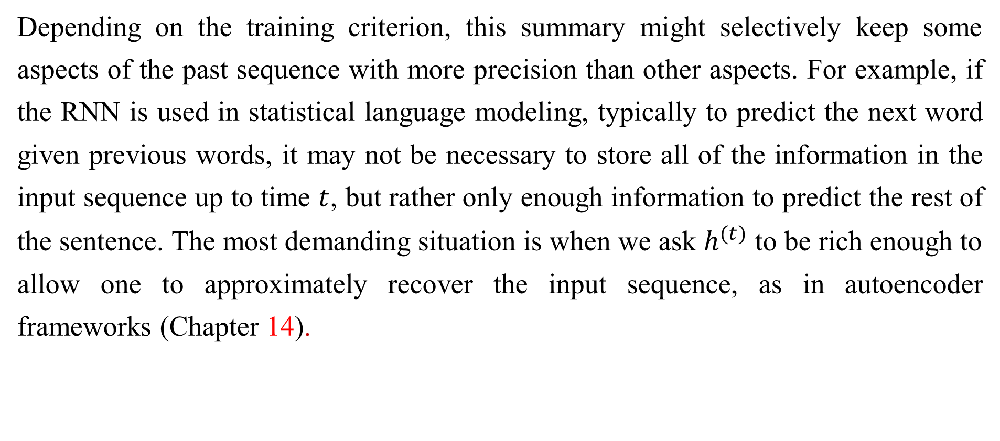 Depending on the training criterion, this summary might selectively keep some
aspects of the past sequence with more precision than other aspects. For example, if
the RNN is used in statistical language modeling, typically to predict the next word
given previous words, it may not be necessary to store all of the information in the
input sequence up to time t, but rather only enough information to predict the rest of
the sentence. The most demanding situation is when we ask h^(t) to be rich enough to
allow one to approximately recover the input sequence, as in autoencoder
frameworks (Chapter 14).